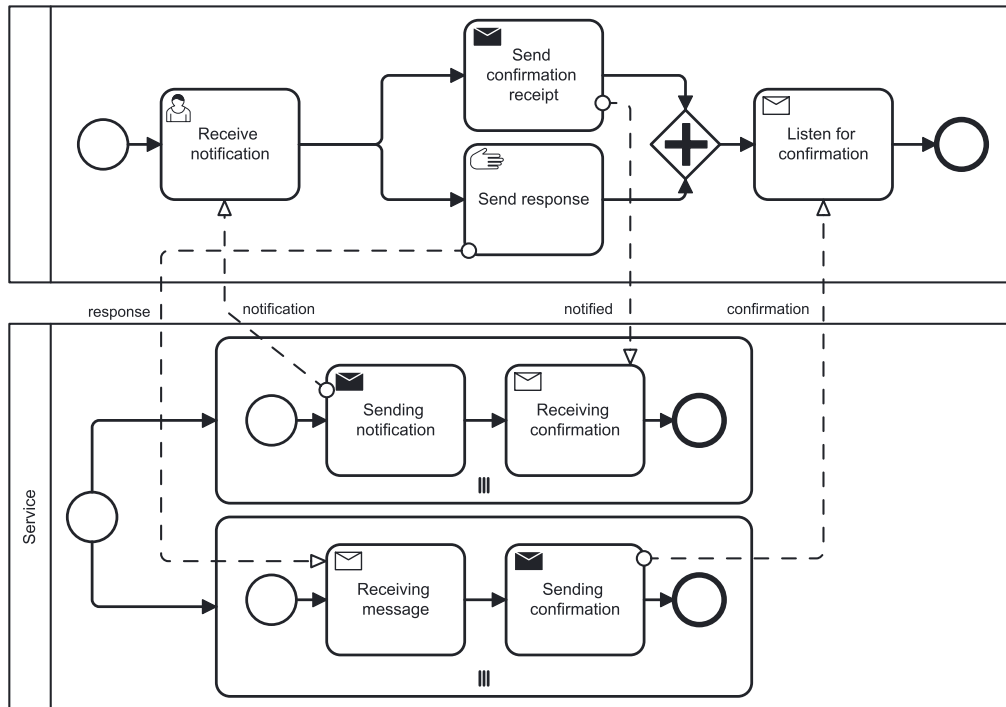 Send
confirmation
receipt
Receive
notification
Listen for
confirmation
Send response
response
notification
notified
confirmation
Service
Sending
notification
Receiving
confirmation
Receiving
message
Sending
confirmation